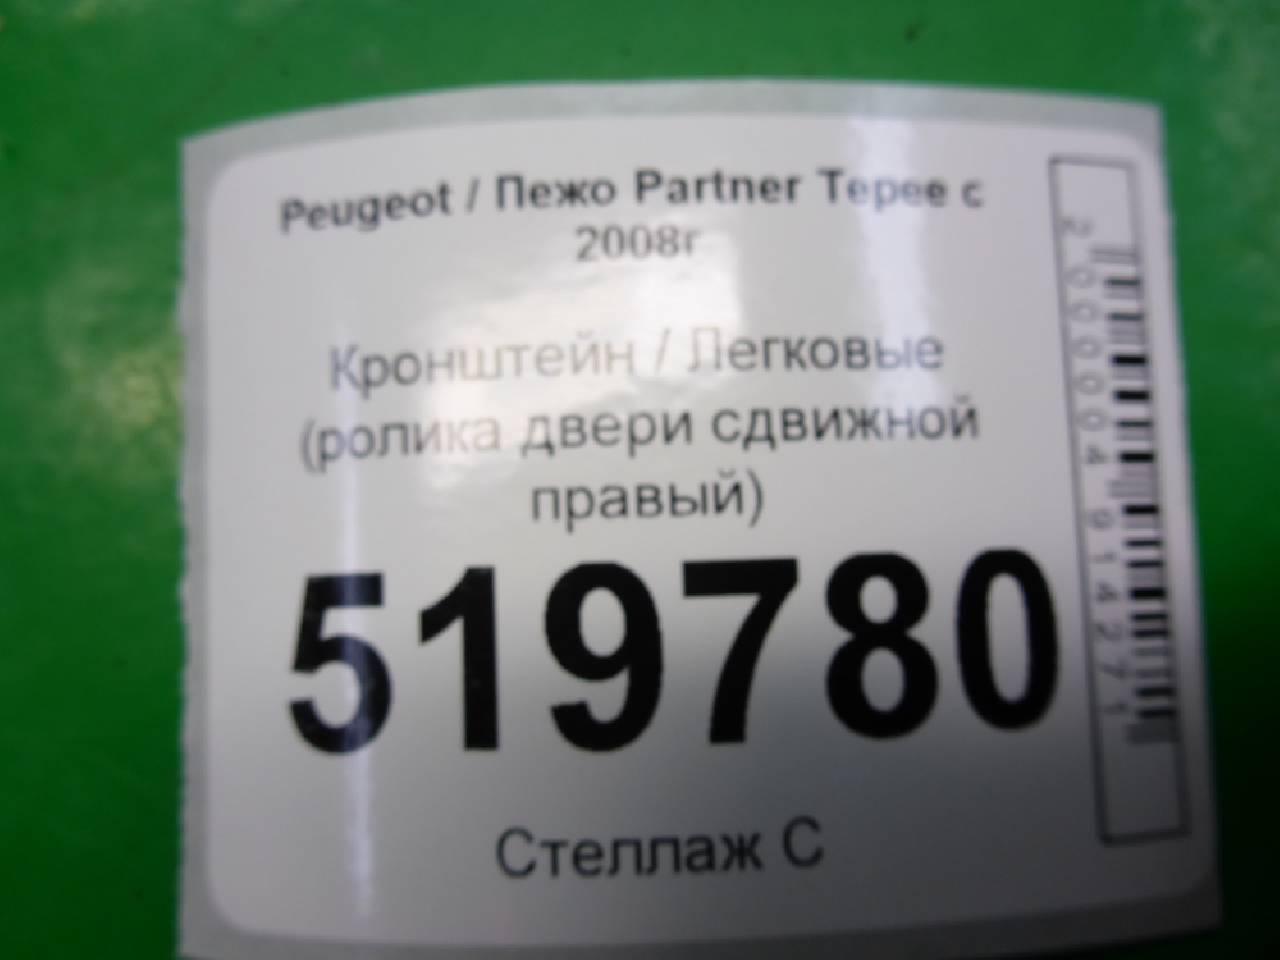 Peugeot / Пежо Partner Tepee с
2008г
Кронштейн / Легковые
(ролика двери сдвижной
правый)
519780
Стеллаж С
2000004914271